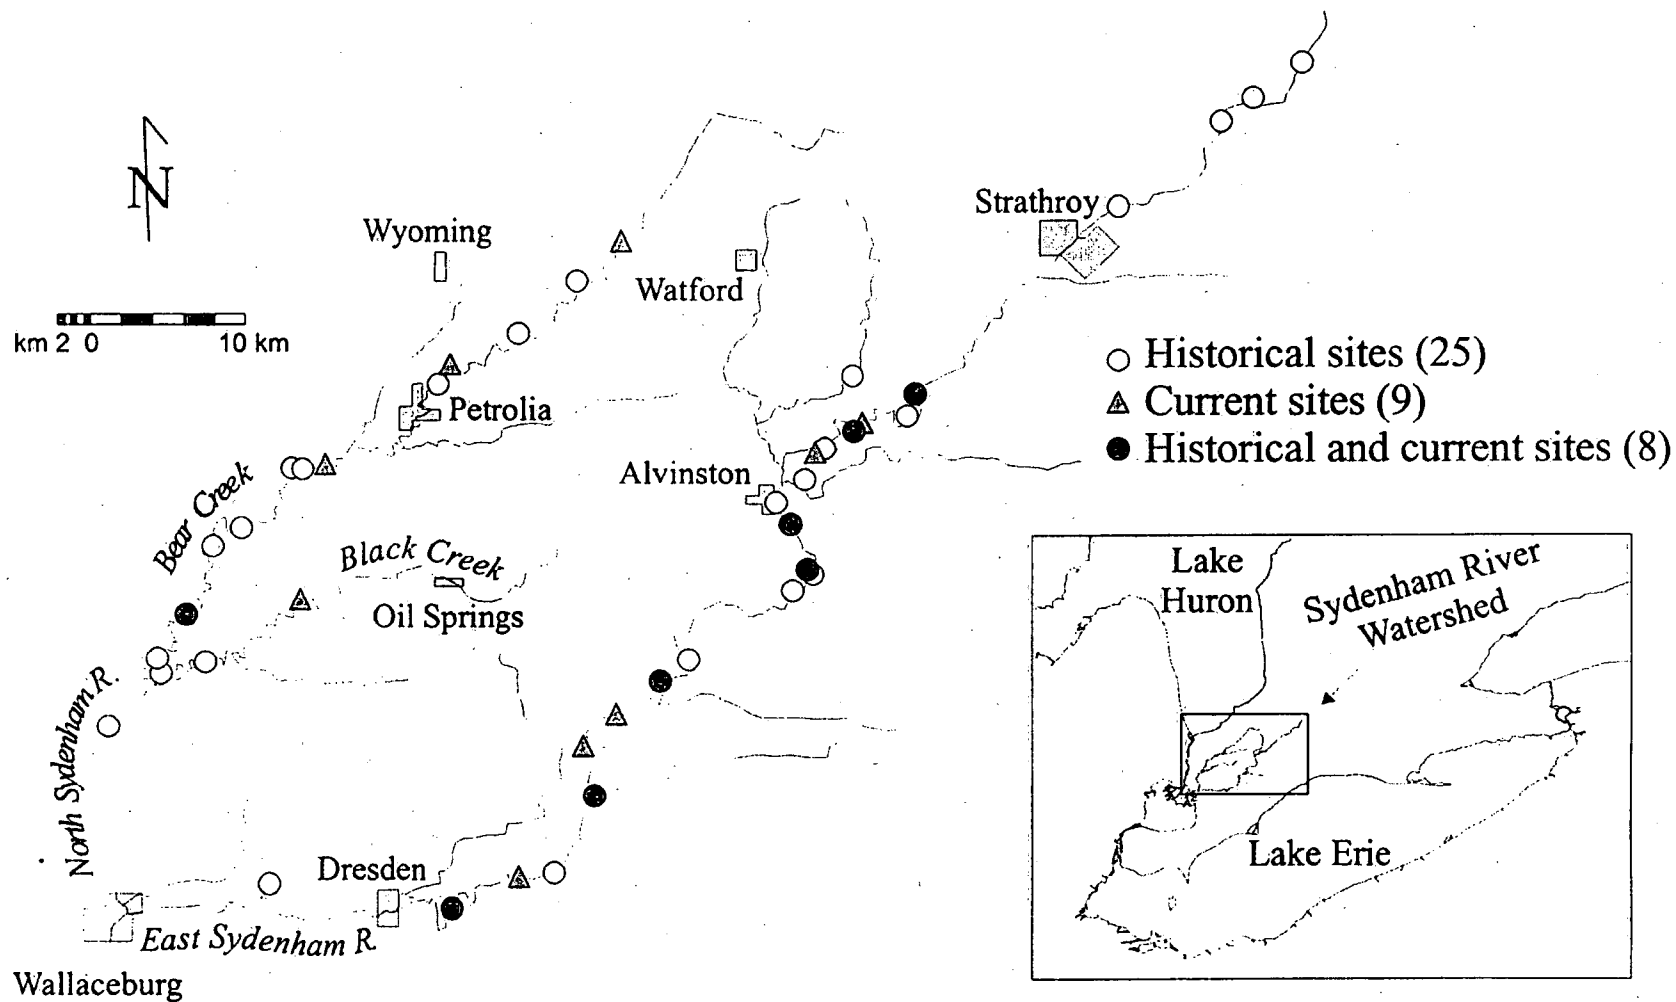 N
Strathroy
Wyoming
Watford
km 2 0 10 km
Historical sites (25)
Current sites (9)
Historical and current sites (8)
Petrolia
Alvinston
Bear Creek
Black Creek
Oil Springs
Lake
Huron
Sydenham River
Watershed
North Sydenham R.
Lake Erie
Dresden
East Sydenham R.
Wallaceburg